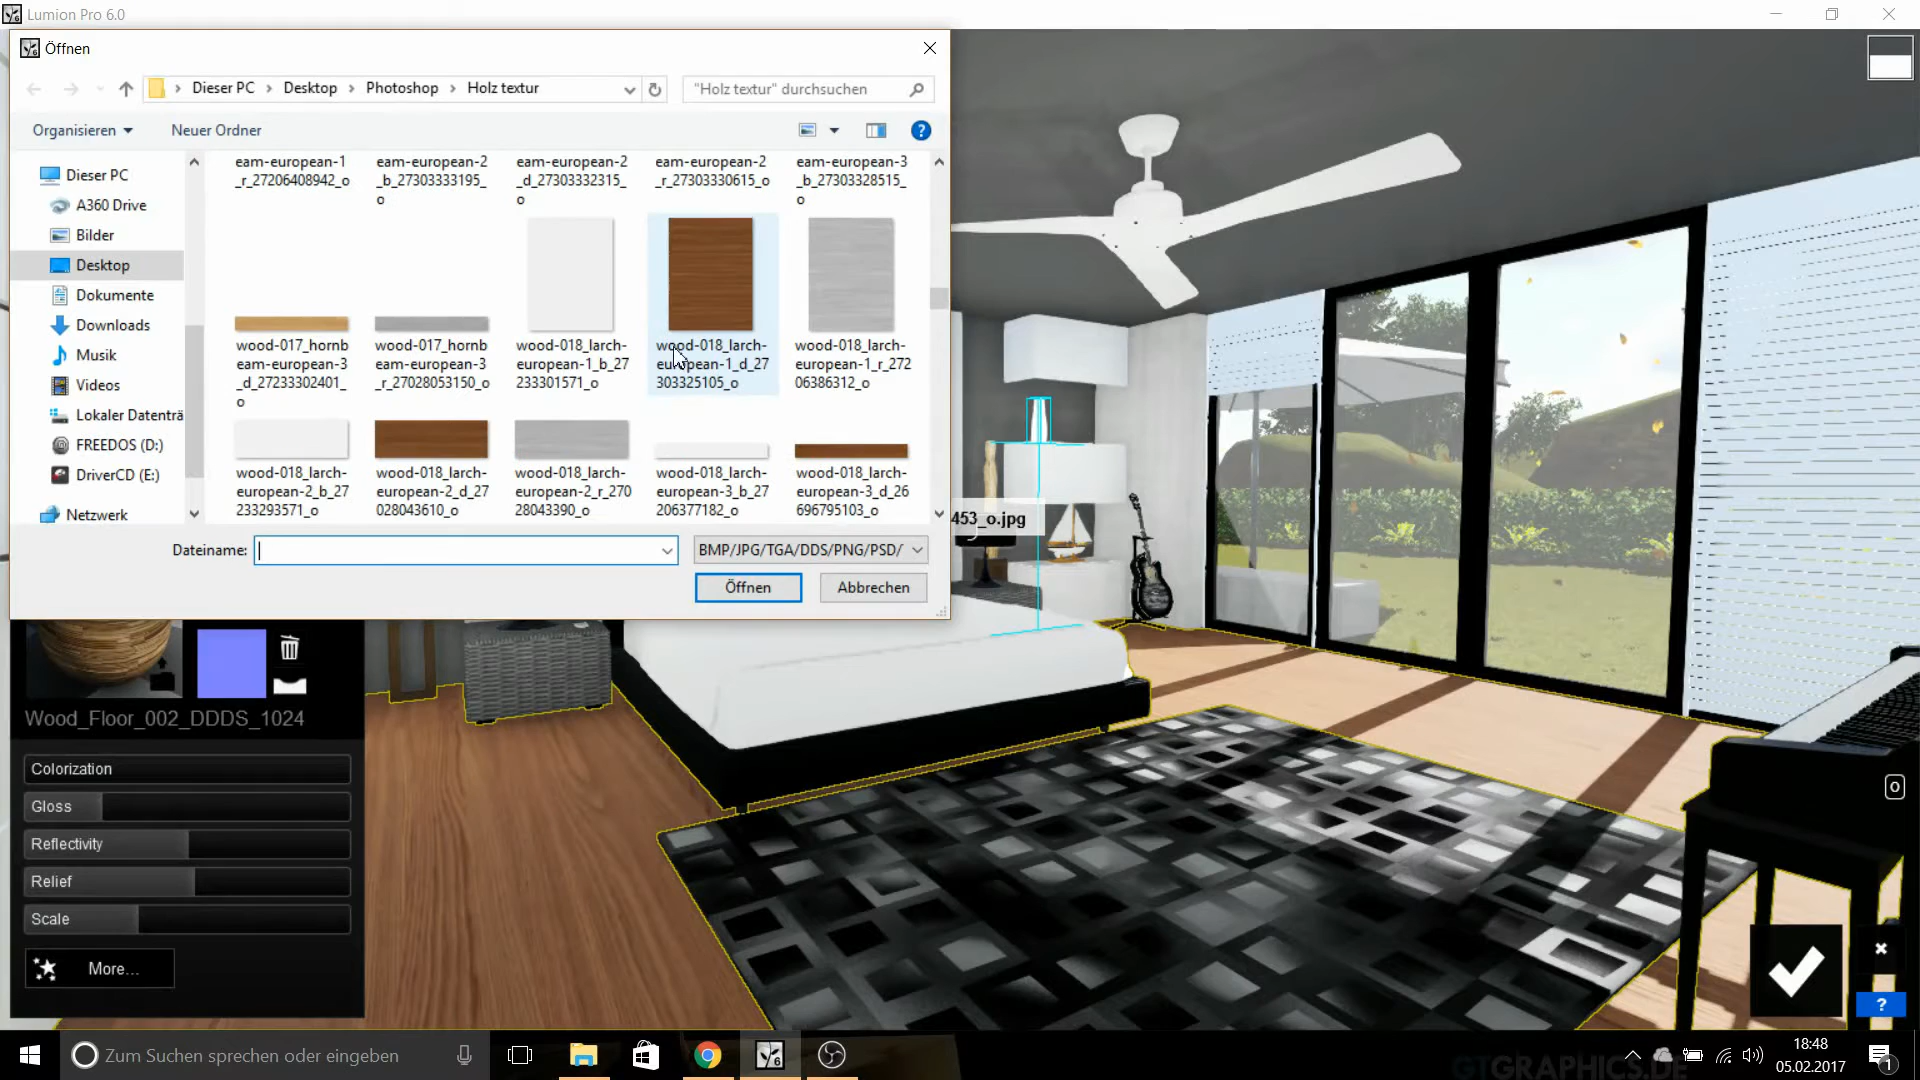 Lumion Pro 6.0
Öffnen
Dieser PC
Desktop
Photoshop
Holz textur
"Holz textur" durchsuchen
Organisieren
Neuer Ordner
Dieser PC
A360 Drive
Bilder
Desktop
Dokumente
Downloads
Musik
Videos
Lokaler Datenträ
FREEDOS (D:)
DriverCD (E:)
Netzwerk
eam-european-1
_r_27206408942_o
eam-european-2
_b_27303333195_
o
eam-european-2
_d_27303332315_
o
eam-european-2
_r_27303330615_o
eam-european-3
_b_27303328515_
o
wood-017_hornb
eam-european-3
_d_27233302401_
o
wood-017_hornb
eam-european-3
_r_27028053150_o
wood-018_larch-
european-1_b_27
233301571_o
wood-018_larch-
european-1_d_27
303325105_o
wood-018_larch-
european-1_r_272
06386312_o
wood-018_larch-
european-2_b_27
233293571_o
wood-018_larch-
european-2_d_27
028043610_o
wood-018_larch-
european-2_r_270
28043390_o
wood-018_larch-
european-3_b_27
206377182_o
wood-018_larch-
european-3_d_26
696795103_o
Dateiname:
BMP/JPG/TGA/DDS/PNG/PSD/
Öffnen
Abbrechen
453_o.jpg
Wood_Floor_002_DDDS_1024
Colorization
Gloss
Reflectivity
Relief
Scale
More...
O
?
Zum Suchen sprechen oder eingeben
6
GTGRAPHICS.DE
18:48
05.02.2017
1